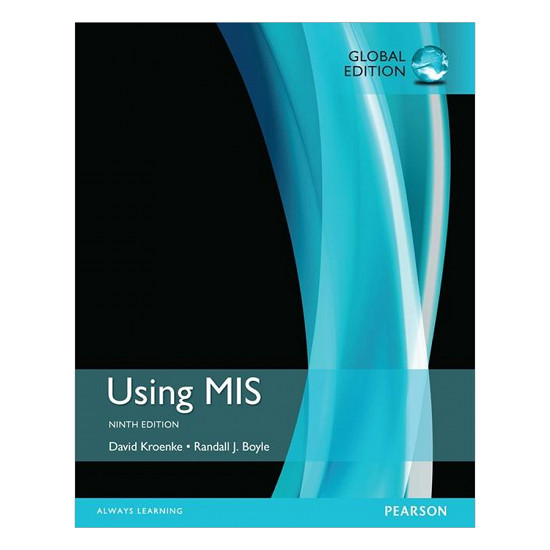 GLOBAL
EDITION
Using MIS
NINTH EDITION
David Kroenke • Randall J. Boyle
ALWAYS LEARNING
PEARSON